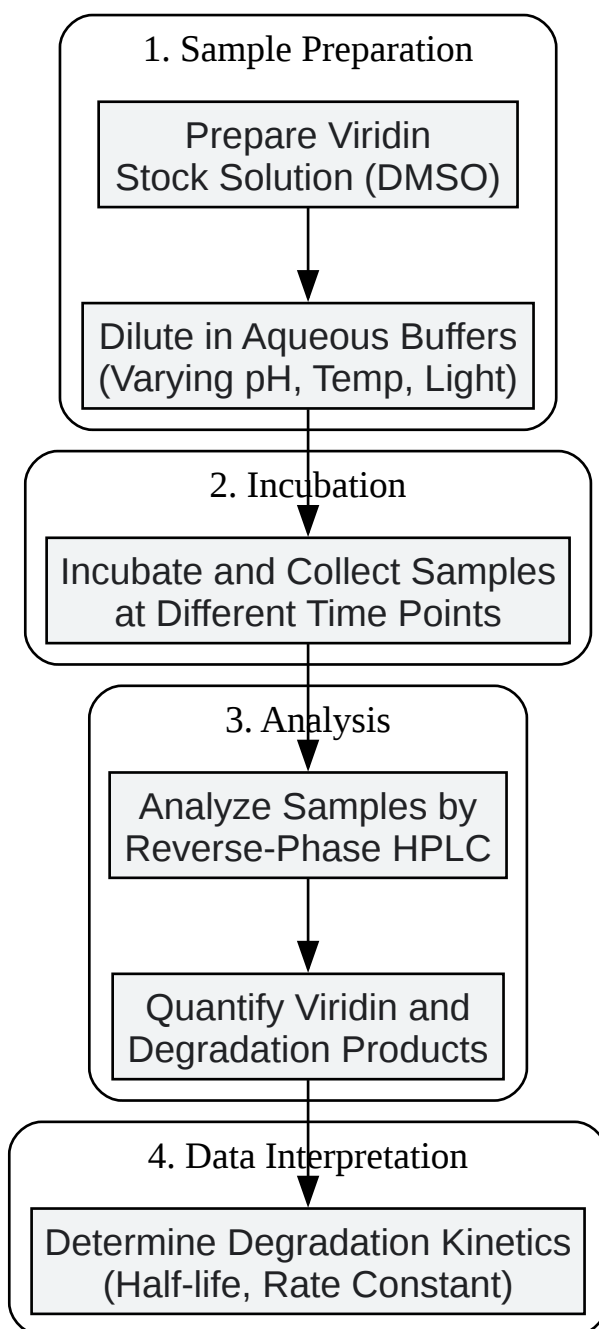 1. Sample Preparation
Prepare Viridin
Stock Solution (DMSO)
Dilute in Aqueous Buffers
(Varying pH, Temp, Light)
2. Incubation
Incubate and Collect Samples
at Different Time Points
3. Analysis
Analyze Samples by
Reverse-Phase HPLC
Quantify Viridin and
Degradation Products
4. Data Interpretation
Determine Degradation Kinetics
(Half-life, Rate Constant)